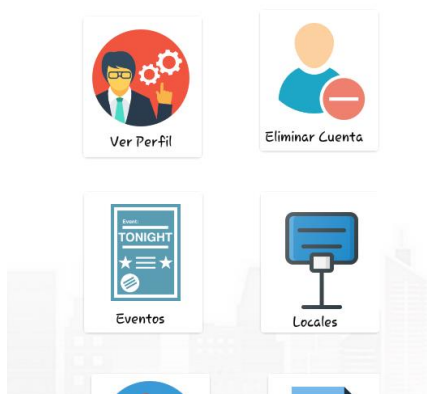 Ver Perfil
Eliminar Cuenta
Event:
TONIGHT
Eventos
Locales